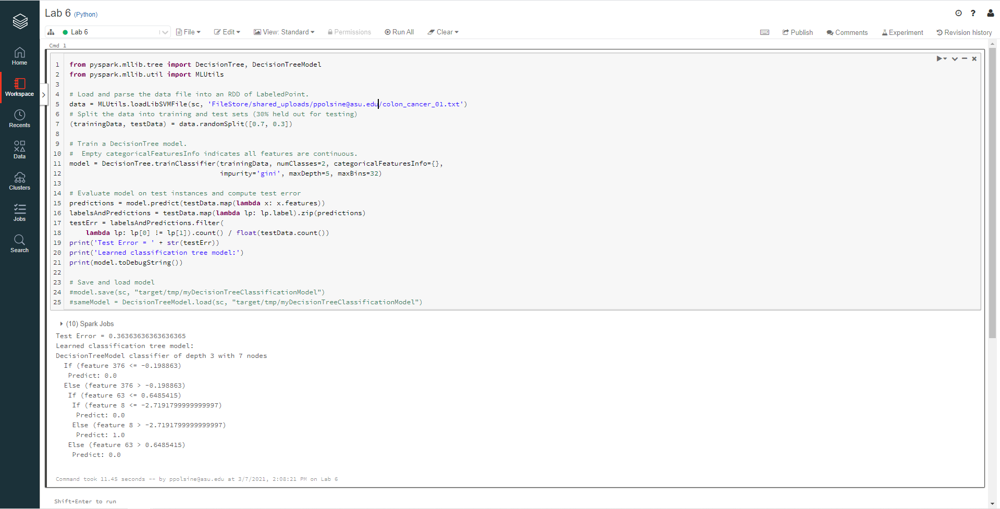 Lab 6 (Python)
Lab 6 File Edit View: Standard Permissions Run All Clear Publish Comments Experiment Revision history
Home
Workspace
Recents
Data
Clusters
Jobs
Search
Cmd 1
1 from pyspark.mllib.tree import DecisionTree, DecisionTreeModel
2 from pyspark.mllib.util import MLUtils
3
4 # Load and parse the data file into an RDD of LabeledPoint.
5 data = MLUtils.loadLibSVMFile(sc, 'FileStore/shared_uploads/ppolsine@asu.edu/colon_cancer_01.txt')
6 # Split the data into training and test sets (30% held out for testing)
7 (trainingData, testData) = data.randomSplit([0.7, 0.3])
8
9 # Train a DecisionTree model.
10 #  Empty categoricalFeaturesInfo indicates all features are continuous.
11 model = DecisionTree.trainClassifier(trainingData, numClasses=2, categoricalFeaturesInfo={},
12                                      impurity='gini', maxDepth=5, maxBins=32)
13
14 # Evaluate model on test instances and compute test error
15 predictions = model.predict(testData.map(lambda x: x.features))
16 labelsAndPredictions = testData.map(lambda lp: lp.label).zip(predictions)
17 testErr = labelsAndPredictions.filter(
18     lambda lp: lp[0] != lp[1]).count() / float(testData.count())
19 print('Test Error = ' + str(testErr))
20 print('Learned classification tree model:')
21 print(model.toDebugString())
22
23 # Save and load model
24 #model.save(sc, "target/tmp/myDecisionTreeClassificationModel")
25 #sameModel = DecisionTreeModel.load(sc, "target/tmp/myDecisionTreeClassificationModel")
(10) Spark Jobs
Test Error = 0.36363636363636365
Learned classification tree model:
DecisionTreeModel classifier of depth 3 with 7 nodes
  If (feature 376 <= -0.198863)
   Predict: 0.0
  Else (feature 376 > -0.198863)
   If (feature 63 <= 0.6485415)
    If (feature 8 <= -2.7191799999999997)
     Predict: 0.0
    Else (feature 8 > -2.7191799999999997)
     Predict: 1.0
   Else (feature 63 > 0.6485415)
    Predict: 0.0
Command took 11.45 seconds -- by ppolsine@asu.edu at 3/7/2021, 2:08:21 PM on Lab 6
Shift+Enter to run